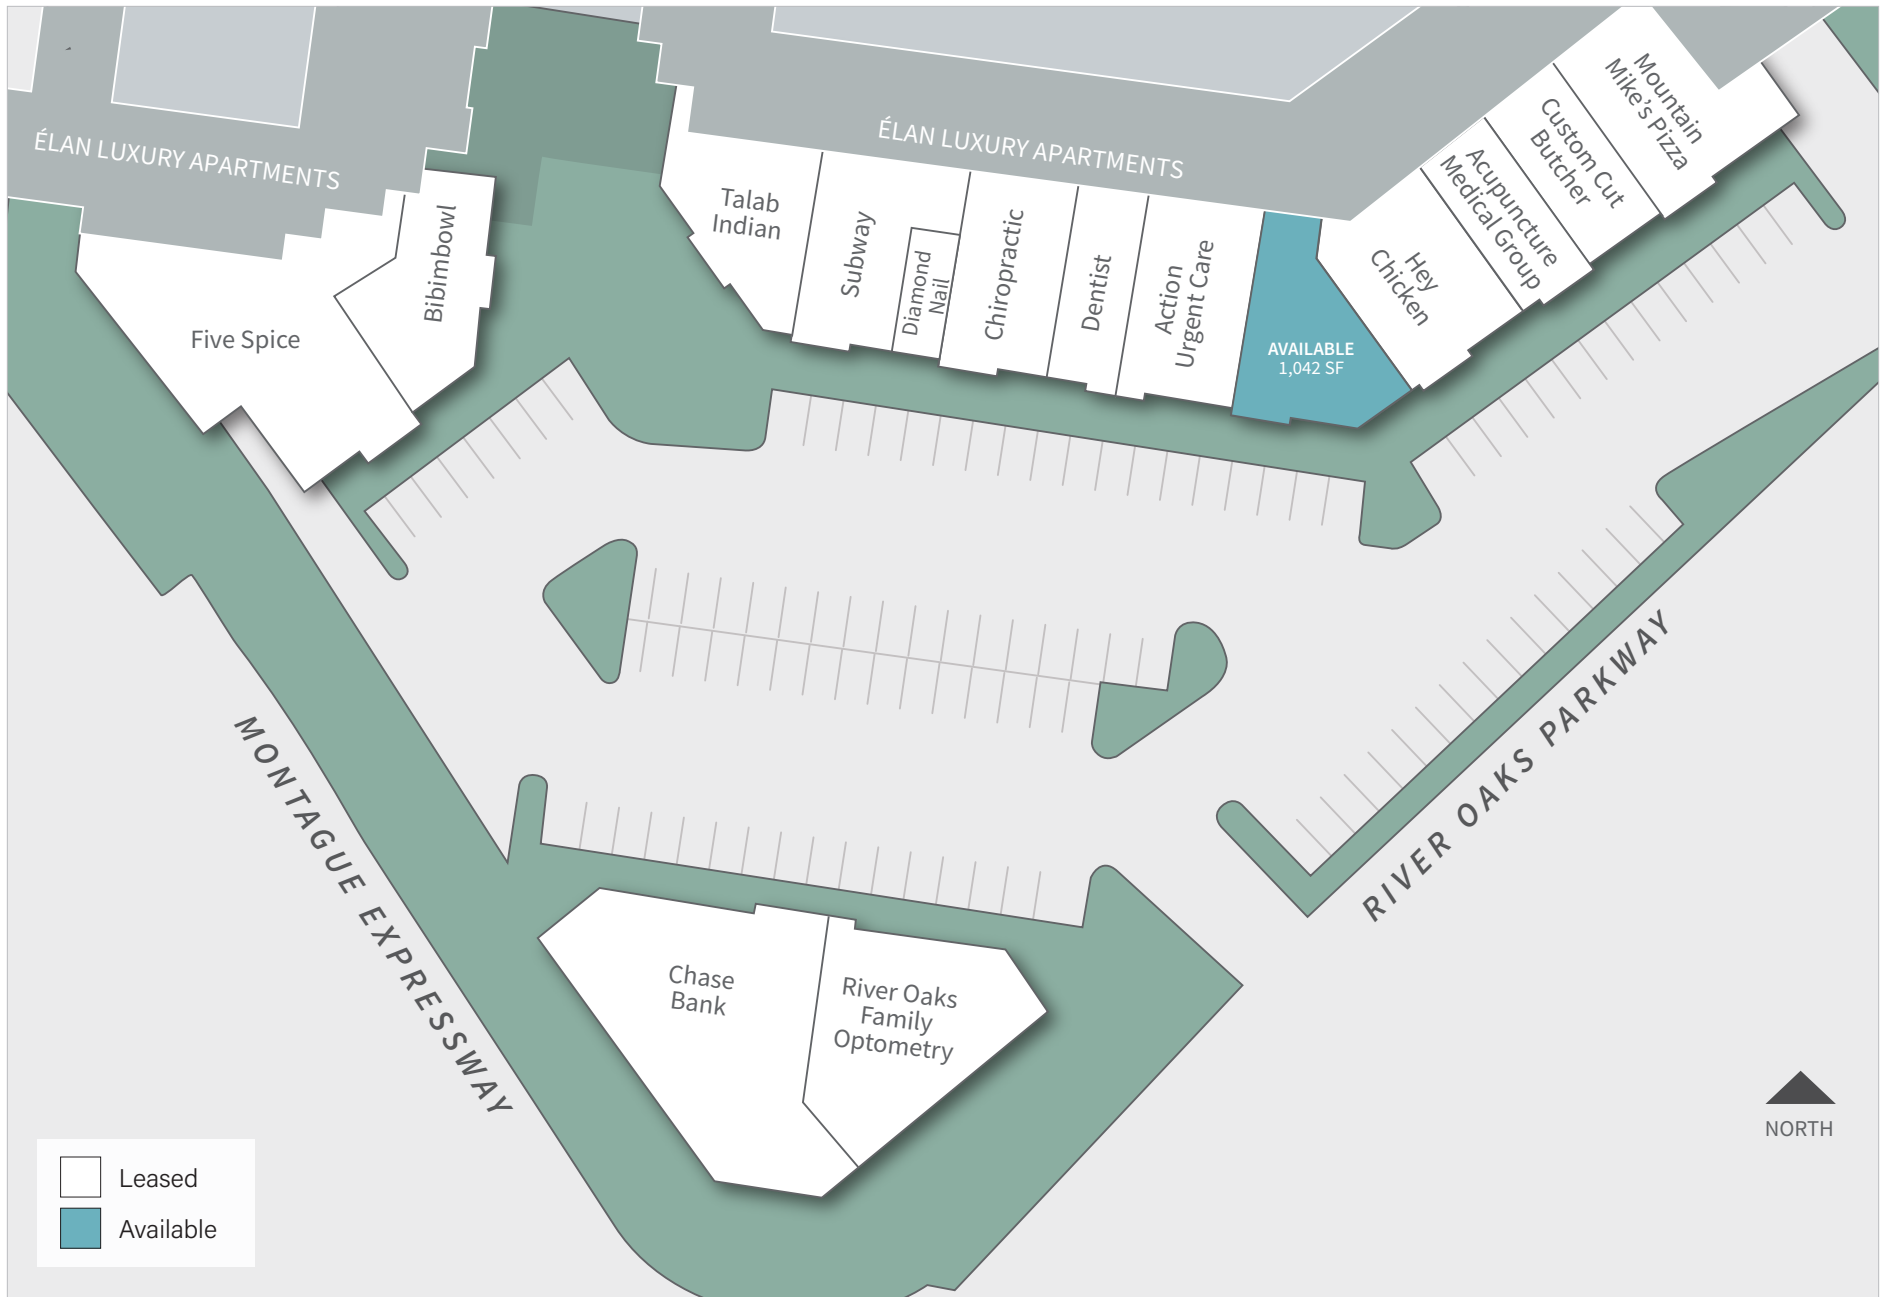 ÉLAN LUXURY APARTMENTS
ÉLAN LUXURY APARTMENTS
Five Spice
Bibimbowl
Talab
Indian
Subway
Diamond
Nail
Chiropractic
Dentist
Action
Urgent Care
AVAILABLE
1,042 SF
Hey
Chicken
Acupuncture
Medical Group
Custom Cut
Butcher
Mountain
Mike's Pizza
MONTAGUE EXPRESSWAY
RIVER OAKS PARKWAY
Chase
Bank
River Oaks
Family
Optometry
NORTH
Leased
Available